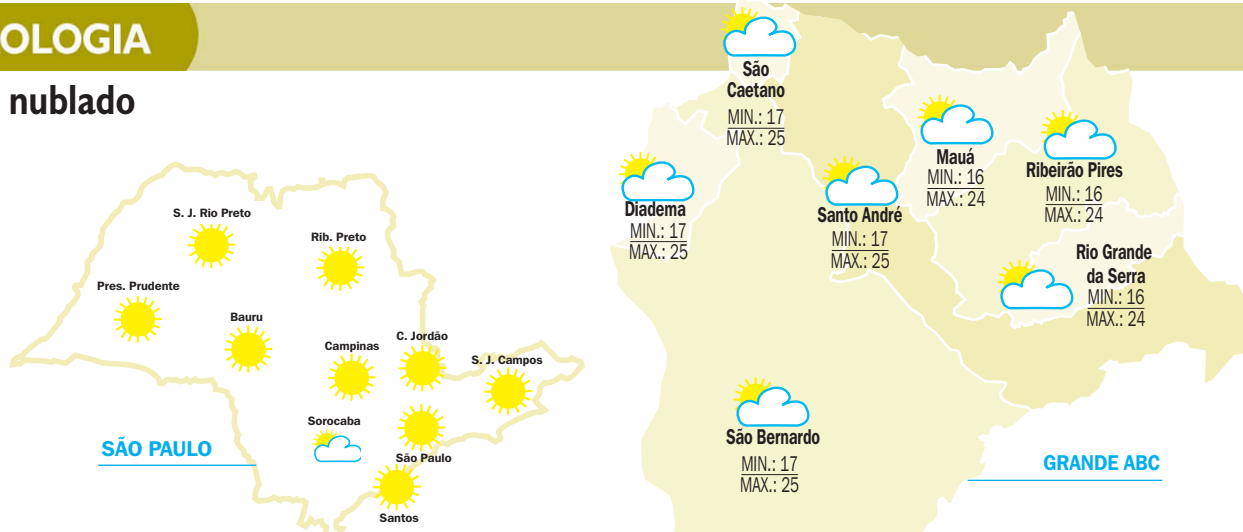 OLOGIA
nublado
S. J. Rio Preto
Rib. Preto
Pres. Prudente
Bauru
Campinas
C. Jordão
S. J. Campos
Sorocaba
São Paulo
Santos
SÃO PAULO
São
Caetano
MIN.: 17
MAX.: 25
Diadema
MIN.: 17
MAX.: 25
Santo André
MIN.: 17
MAX.: 25
Mauá
MIN.: 16
MAX.: 24
Ribeirão Pires
MIN.: 16
MAX.: 24
Rio Grande
da Serra
MIN.: 16
MAX.: 24
São Bernardo
MIN.: 17
MAX.: 25
GRANDE ABC